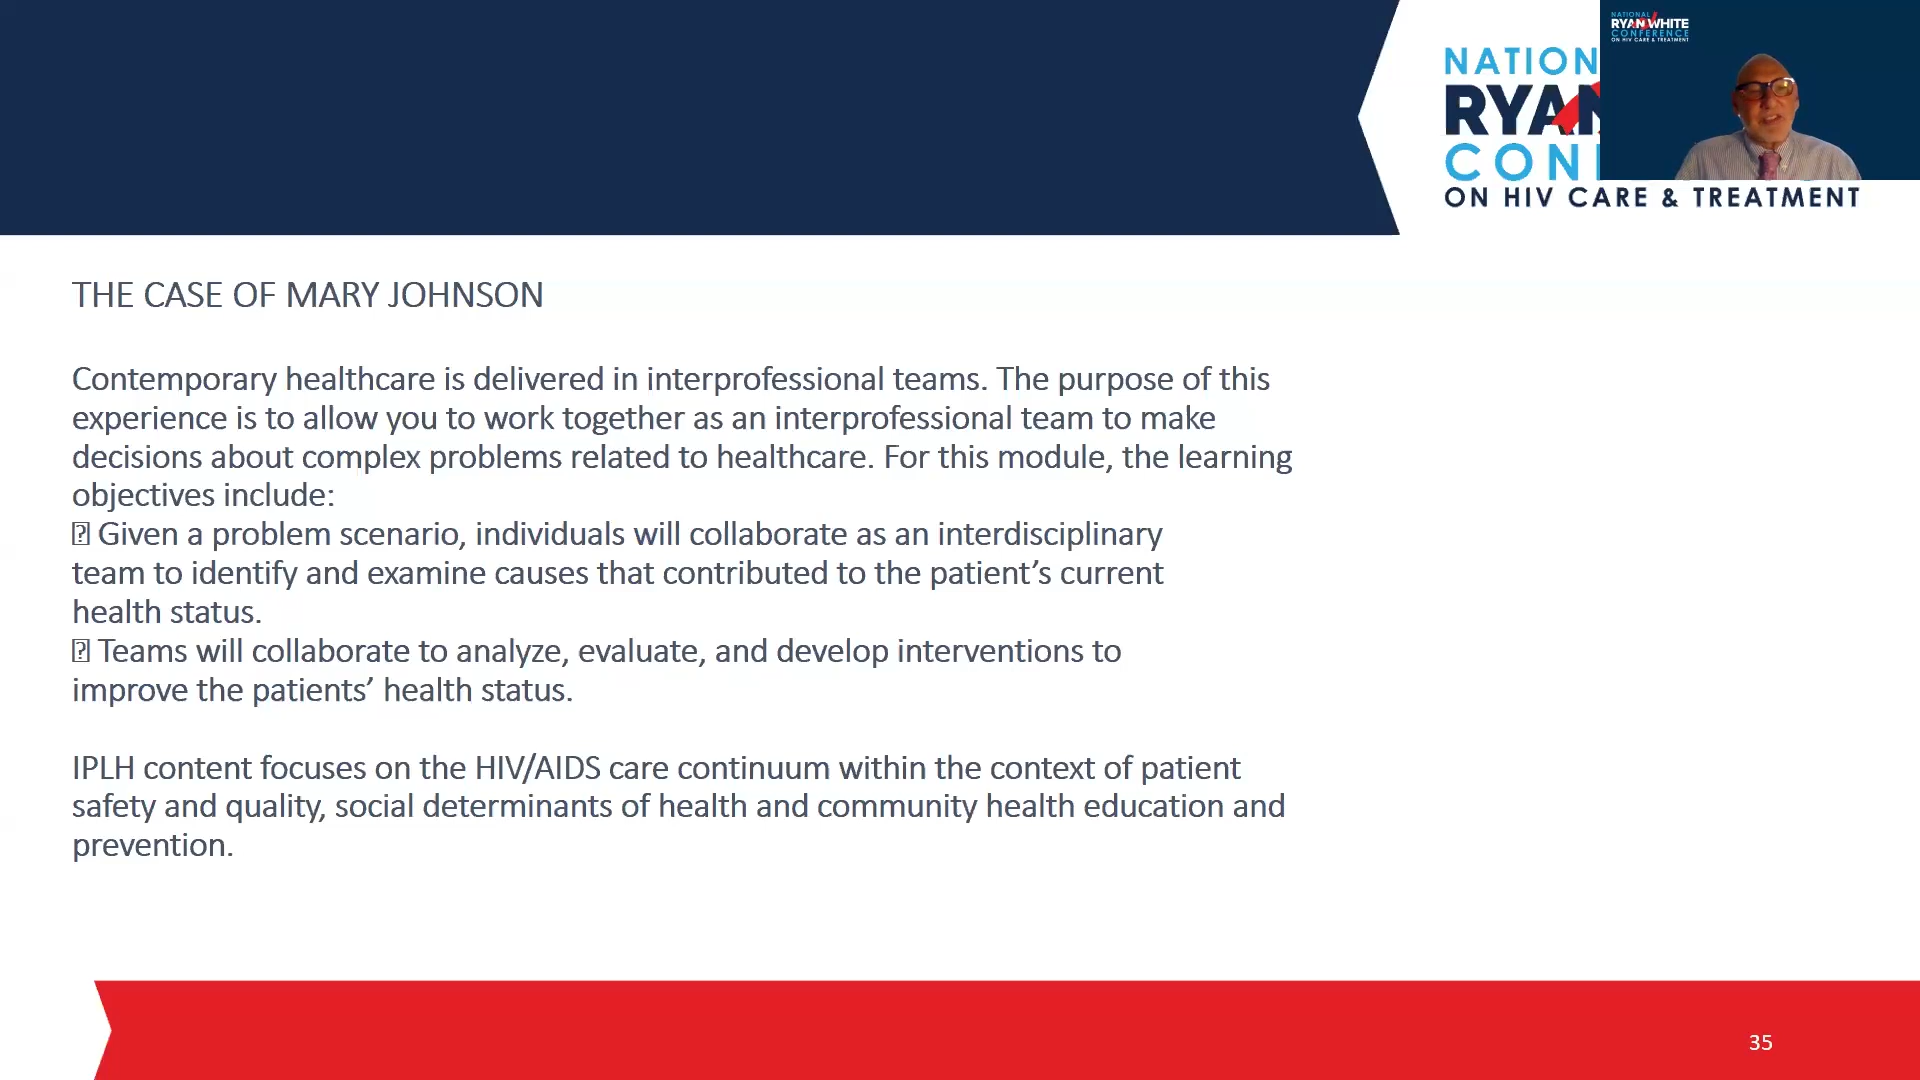 NATION
RYAN
CON
ON HIV CARE & TREATMENT
NATIONAL
RYAN WHITE
CONFERENCE
ON HIV CARE & TREATMENT
THE CASE OF MARY JOHNSON
Contemporary healthcare is delivered in interprofessional teams. The purpose of this
experience is to allow you to work together as an interprofessional team to make
decisions about complex problems related to healthcare. For this module, the learning
objectives include:
⍰ Given a problem scenario, individuals will collaborate as an interdisciplinary
team to identify and examine causes that contributed to the patient’s current
health status.
⍰ Teams will collaborate to analyze, evaluate, and develop interventions to
improve the patients’ health status.
IPLH content focuses on the HIV/AIDS care continuum within the context of patient
safety and quality, social determinants of health and community health education and
prevention.
35